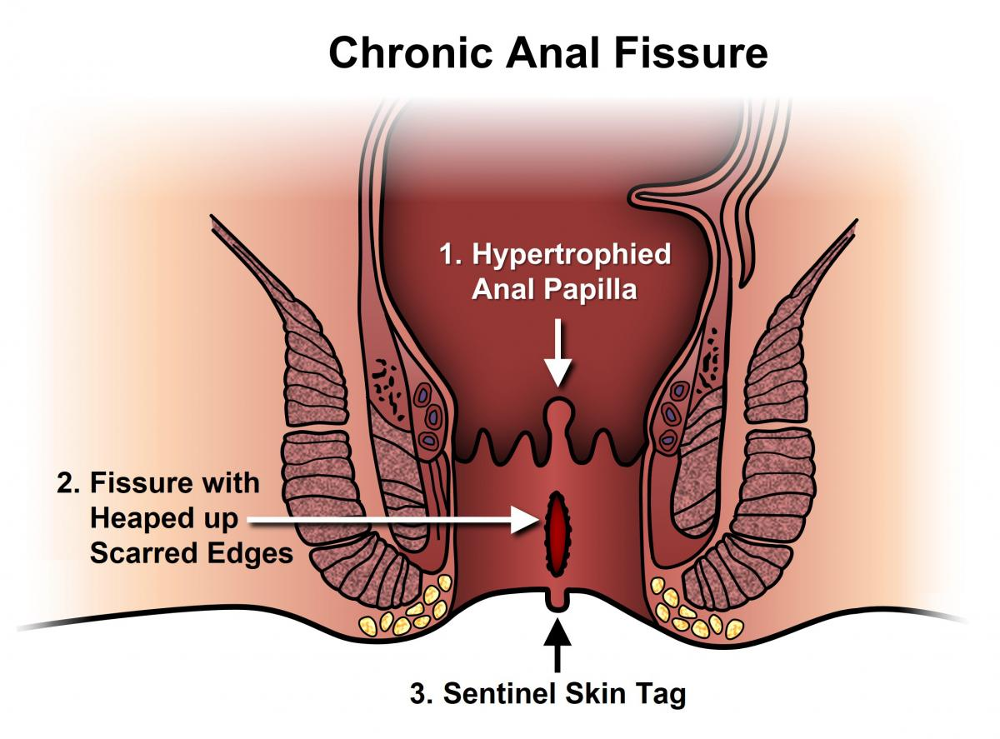 Chronic Anal Fissure
1. Hypertrophied
Anal Papilla
2. Fissure with
Heaped up
Scarred Edges
3. Sentinel Skin Tag